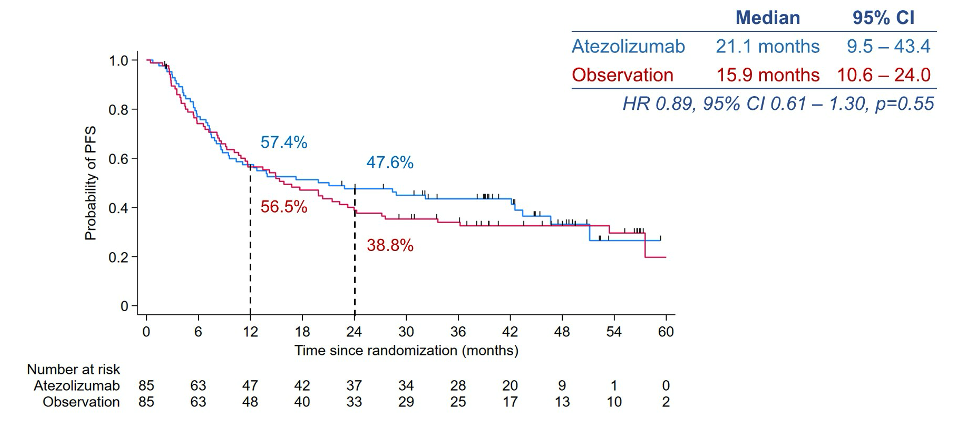 Median 95% CI
Atezolizumab 21.1 months 9.5 – 43.4
Observation 15.9 months 10.6 – 24.0
HR 0.89, 95% CI 0.61 – 1.30, p=0.55
Probability of PFS
1.0
0.8
0.6
0.4
0.2
0
57.4%
47.6%
56.5%
38.8%
0 6 12 18 24 30 36 42 48 54 60
Time since randomization (months)
Number at risk
Atezolizumab 85 63 47 42 37 34 28 20 9 1 0
Observation 85 63 48 40 33 29 25 17 13 10 2